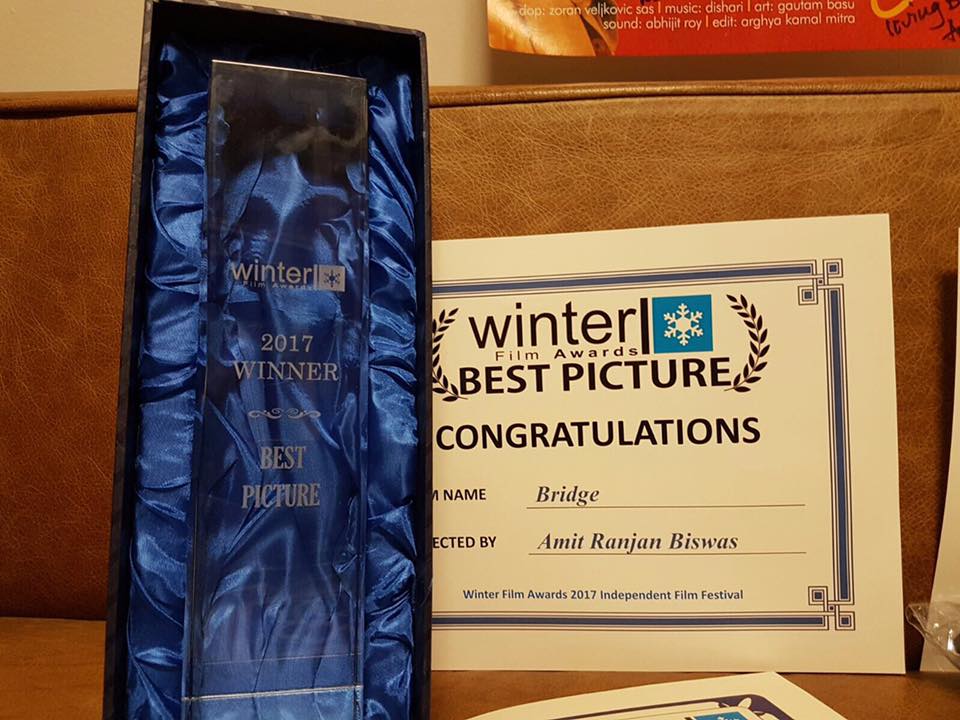 dop: zoran veljkovic sas | music: dishari | art: gautam basu
sound: abhijit roy | edit: arghya kamal mitra
loving
winter
Film Awards
2017
WINNER
BEST
PICTURE
winter
Film Awards
BEST PICTURE
CONGRATULATIONS
M NAME Bridge
ECTED BY Amit Ranjan Biswas
Winter Film Awards 2017 Independent Film Festival